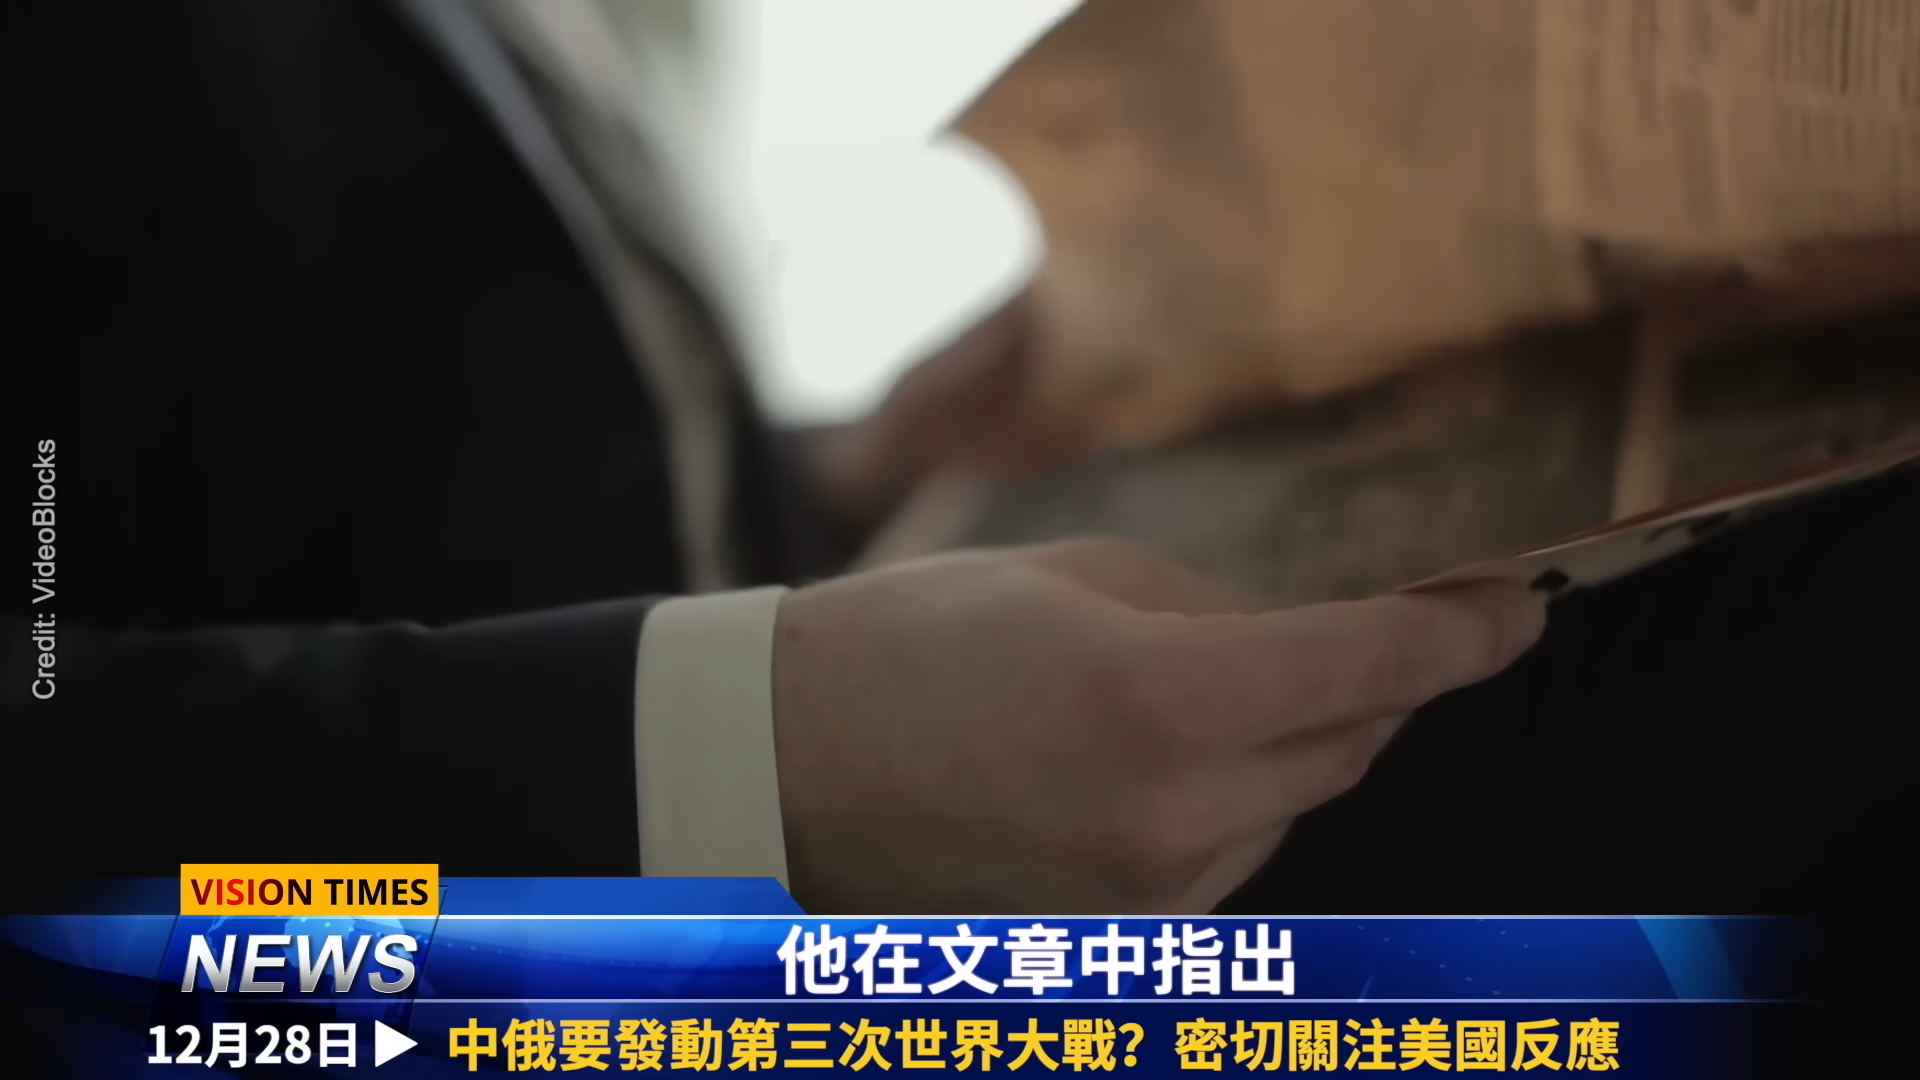 Credit: VideoBlocks
VISION TIMES
NEWS
他在文章中指出
12月28日 ▶ 中俄要發動第三次世界大戰？密切關注美國反應